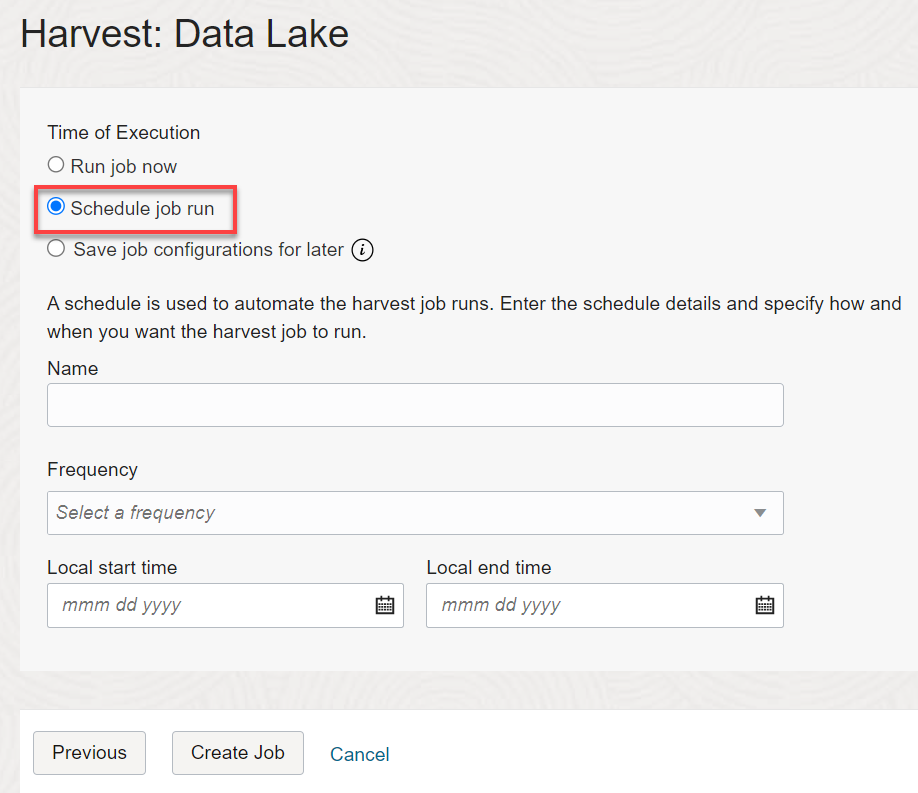 Harvest: Data Lake
Time of Execution
Run job now
Schedule job run
Save job configurations for later
A schedule is used to automate the harvest job runs. Enter the schedule details and specify how and
when you want the harvest job to run.
Name
Frequency
Select a frequency
Local start time
Local end time
mmm dd yyyy
mmm dd yyyy
Previous
Create Job
Cancel